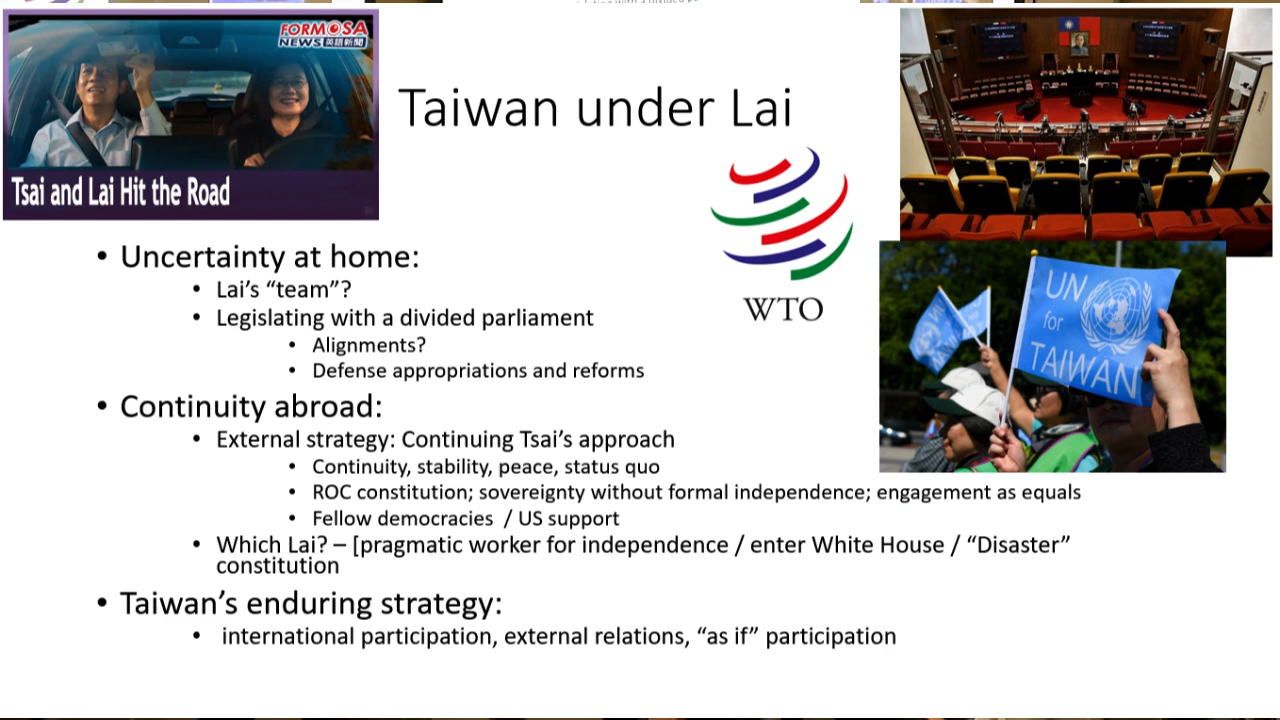 FORMOSA
NEWS 英語新聞
Tsai and Lai Hit the Road
Taiwan under Lai
WTO
UN
for
TAIWAN
• Uncertainty at home:
• Lai’s “team”?
• Legislating with a divided parliament
• Alignments?
• Defense appropriations and reforms
• Continuity abroad:
• External strategy: Continuing Tsai’s approach
• Continuity, stability, peace, status quo
• ROC constitution; sovereignty without formal independence; engagement as equals
• Fellow democracies / US support
• Which Lai? – [pragmatic worker for independence / enter White House / “Disaster”
constitution
• Taiwan’s enduring strategy:
• international participation, external relations, “as if” participation